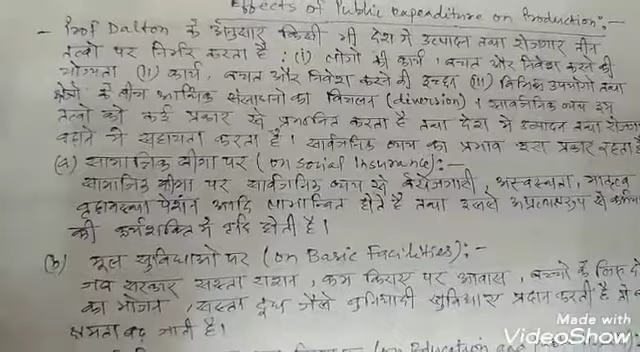 Effects of Public Expenditure on Production:-
- Prof Dalton के अनुसार किसी भी देश में उत्पादन तथा रोजगार तीन
तत्वो पर निर्भर करता है : (i) लोगो की कार्य, बचत और निवेश करने की
योग्यता (ii) कार्य, बचत और निवेश करने की इच्छा (iii) विभिन्न उपयोगो तथा
क्षेत्रो के बीच आर्थिक संसाधनो का विचलन (diversion) । सार्वजनिक व्यय इन
तत्वो को कई प्रकार से प्रभावित करता है तथा देश मे उत्पादन तथा
बढ़ाने मे सहायता करता है। सार्वजनिक व्यय का प्रभाव इस प्रकार रहता है
(a) सामाजिक बीमा पर (on Social Insurance):-
सामाजिक बीमा पर सार्वजनिक व्यय से बेरोजगारी, अस्वस्थता, मातृत्व
वृद्धावस्था पेंशन आदि लाभान्वित होते है तथा इससे अप्रत्यक्ष रूप से
की कार्यशक्ति में वृद्धि होती है।
(b) मूल सुविधाओ पर (on Basic Facilities):-
जब सरकार सस्ता राशन, कम किराए पर आवास, बच्चो के लिए
का भोजन, सस्ता दूध जैसे बुनियादी सुविधाए प्रदान करती है
क्षमता बढ़ जाती है।
Made with
VideoShow
(on Education and